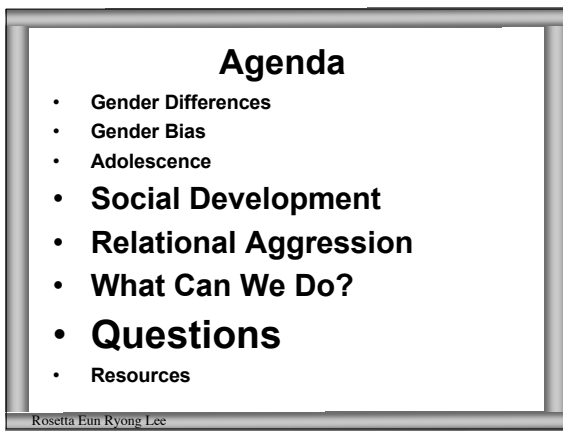 Agenda
• Gender Differences
• Gender Bias
• Adolescence
• Social Development
• Relational Aggression
• What Can We Do?
• Questions
• Resources
Rosetta Eun Ryong Lee